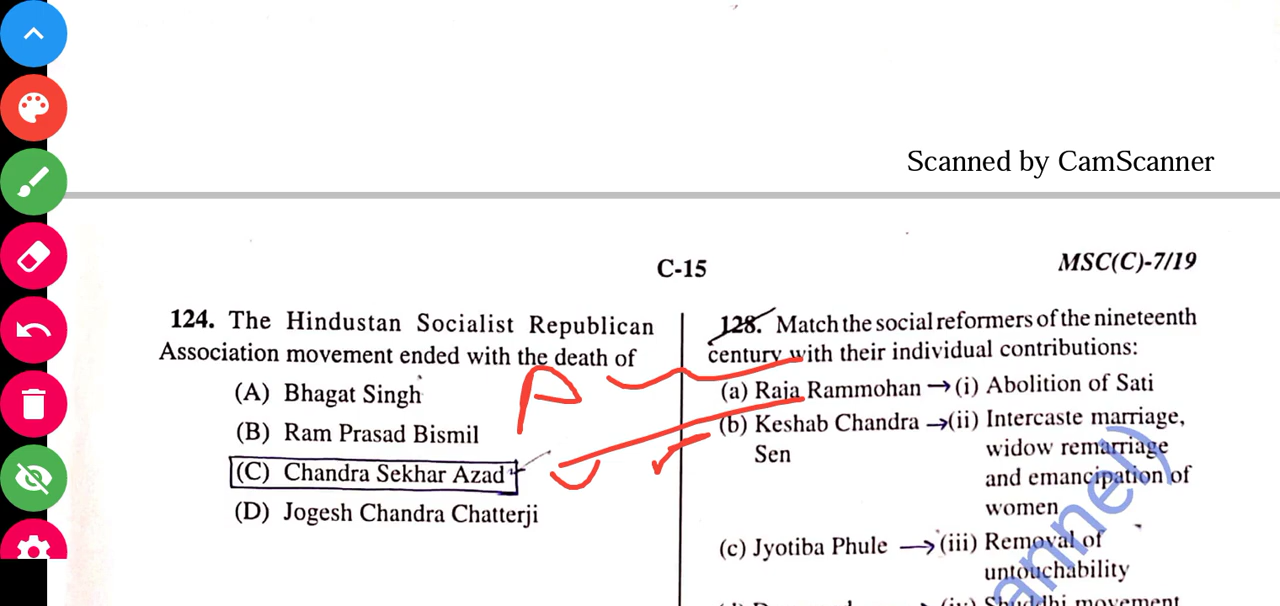 Scanned by CamScanner
C-15
MSC(C)-7/19
124. The Hindustan Socialist Republican
Association movement ended with the death of
(A) Bhagat Singh
(B) Ram Prasad Bismil
(C) Chandra Sekhar Azad
(D) Jogesh Chandra Chatterji
128. Match the social reformers of the nineteenth
century with their individual contributions:
(a) Raja Rammohan → (i) Abolition of Sati
(b) Keshab Chandra → (ii) Intercaste marriage,
Sen widow remarriage
and emancipation of
women
(c) Jyotiba Phule → (iii) Removal of
untouchability
(iv) Shuddhi movement